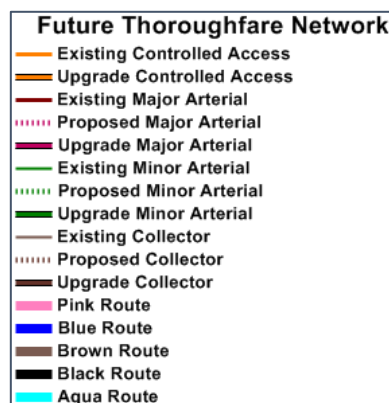 Future Thoroughfare Network
Existing Controlled Access
Upgrade Controlled Access
Existing Major Arterial
Proposed Major Arterial
Upgrade Major Arterial
Existing Minor Arterial
Proposed Minor Arterial
Upgrade Minor Arterial
Existing Collector
Proposed Collector
Upgrade Collector
Pink Route
Blue Route
Brown Route
Black Route
Aqua Route